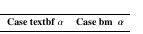 Case textbf α Case bm α